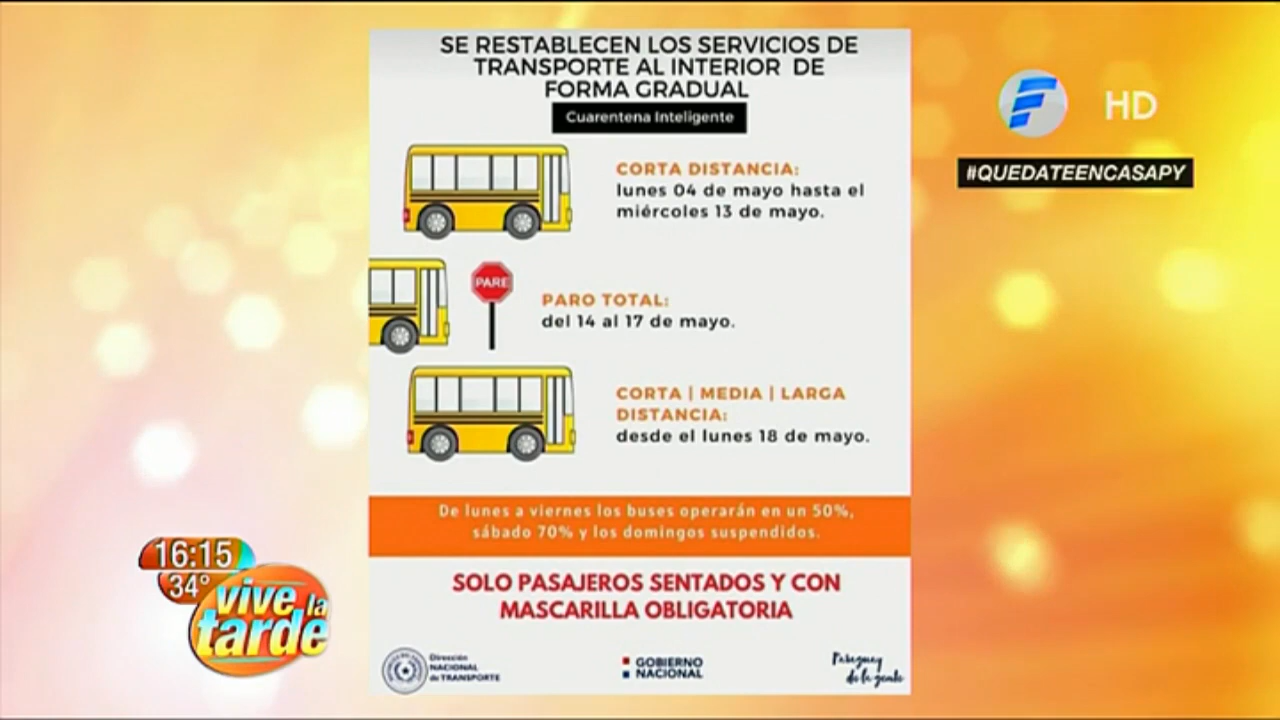 SE RESTABLECEN LOS SERVICIOS DE
TRANSPORTE AL INTERIOR DE
FORMA GRADUAL
Cuarentena Inteligente
CORTA DISTANCIA:
lunes 04 de mayo hasta el
miércoles 13 de mayo.
PARE
PARO TOTAL:
del 14 al 17 de mayo.
CORTA | MEDIA | LARGA
DISTANCIA:
desde el lunes 18 de mayo.
De lunes a viernes los buses operarán en un 50%,
sábado 70% y los domingos suspendidos.
SOLO PASAJEROS SENTADOS Y CON
MASCARILLA OBLIGATORIA
Dirección
NACIONAL
de TRANSPORTE
GOBIERNO
NACIONAL
Paraguay
de la gente
HD
#QUEDATEENCASAPY
16:15
34°
vive la
tarde